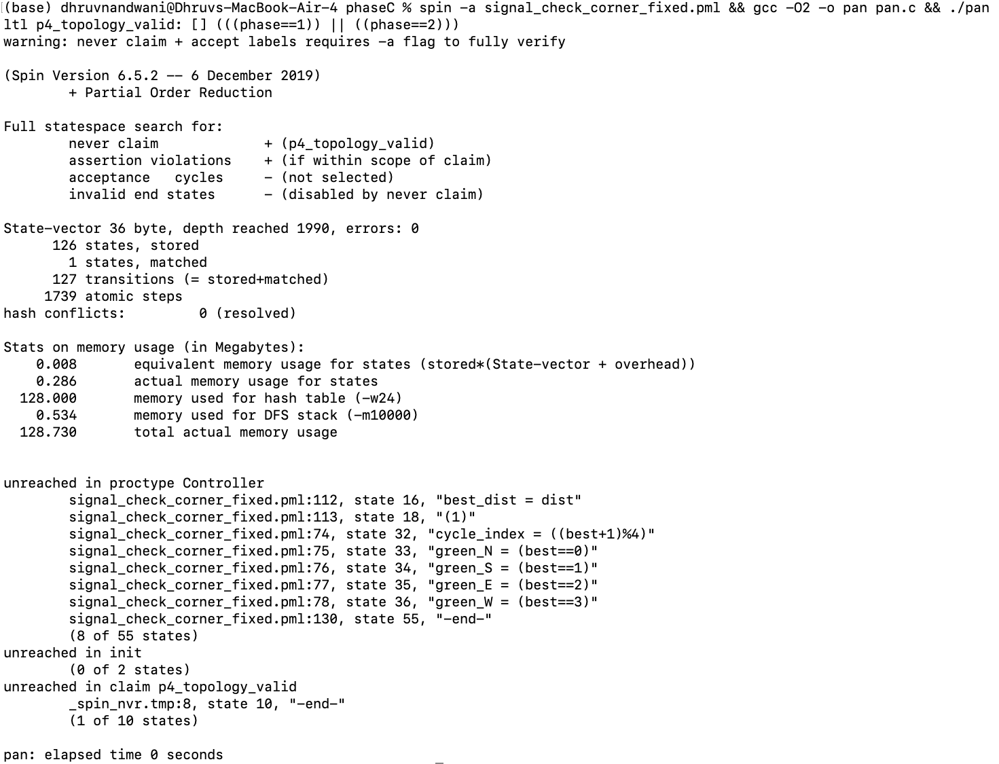 (base) dhruvnandwani@Dhruvs-MacBook-Air-4 phaseC % spin -a signal_check_corner_fixed.pml && gcc -O2 -o pan pan.c && ./pan
ltl p4_topology_valid: [] (((phase==1)) || ((phase==2)))
warning: never claim + accept labels requires -a flag to fully verify
(Spin Version 6.5.2 -- 6 December 2019)
        + Partial Order Reduction
Full statespace search for:
        never claim             + (p4_topology_valid)
        assertion violations    + (if within scope of claim)
        acceptance   cycles     - (not selected)
        invalid end states      - (disabled by never claim)
State-vector 36 byte, depth reached 1990, errors: 0
      126 states, stored
        1 states, matched
      127 transitions (= stored+matched)
     1739 atomic steps
hash conflicts:         0 (resolved)
Stats on memory usage (in Megabytes):
    0.008       equivalent memory usage for states (stored*(State-vector + overhead))
    0.286       actual memory usage for states
  128.000       memory used for hash table (-w24)
    0.534       memory used for DFS stack (-m10000)
  128.730       total actual memory usage
unreached in proctype Controller
        signal_check_corner_fixed.pml:112, state 16, "best_dist = dist"
        signal_check_corner_fixed.pml:113, state 18, "(1)"
        signal_check_corner_fixed.pml:74, state 32, "cycle_index = ((best+1)%4)"
        signal_check_corner_fixed.pml:75, state 33, "green_N = (best==0)"
        signal_check_corner_fixed.pml:76, state 34, "green_S = (best==1)"
        signal_check_corner_fixed.pml:77, state 35, "green_E = (best==2)"
        signal_check_corner_fixed.pml:78, state 36, "green_W = (best==3)"
        signal_check_corner_fixed.pml:130, state 55, "-end-"
        (8 of 55 states)
unreached in init
        (0 of 2 states)
unreached in claim p4_topology_valid
        _spin_nvr.tmp:8, state 10, "-end-"
        (1 of 10 states)
pan: elapsed time 0 seconds